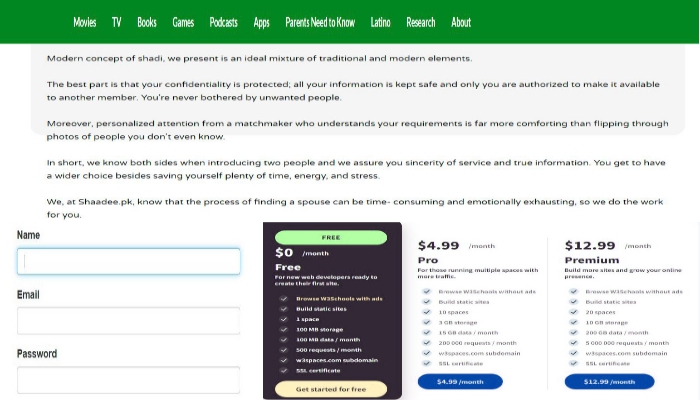 Movies TV Books Games Podcasts Apps Parents Need to Know Latino Research About
Modern concept of shadi, we present is an ideal mixture of traditional and modern elements.
The best part is that your confidentiality is protected; all your information is kept safe and only you are authorized to make it available
to another member. You're never bothered by unwanted people.
Moreover, personalized attention from a matchmaker who understands your requirements is far more comforting than flipping through
photos of people you don't even know.
In short, we know both sides when introducing two people and we assure you sincerity of service and true information. You get to have
a wider choice besides saving yourself plenty of time, energy, and stress.
We, at Shaadee.pk, know that the process of finding a spouse can be time- consuming and emotionally exhausting, so we do the work
for you.
Name
Email
Password
FREE
$0 /month
Free
For new web developers ready to
create their first site.
Browse W3Schools with ads
Build static sites
1 space
100 MB storage
100 MB data / month
500 requests / month
w3spaces.com subdomain
SSL certificate
Get started for free
$4.99 /month
Pro
For those running multiple spaces with
more traffic.
Browse W3Schools without ads
Build static sites
10 spaces
3 GB storage
15 GB data / month
200 000 requests / month
w3spaces.com subdomain
SSL certificate
$4.99 /month
$12.99 /month
Premium
Build more sites and grow your online
presence.
Browse W3Schools without ads
Build static sites
20 spaces
10 GB storage
200 GB data / month
5 000 000 requests / month
w3spaces.com subdomain
SSL certificate
$12.99 /month